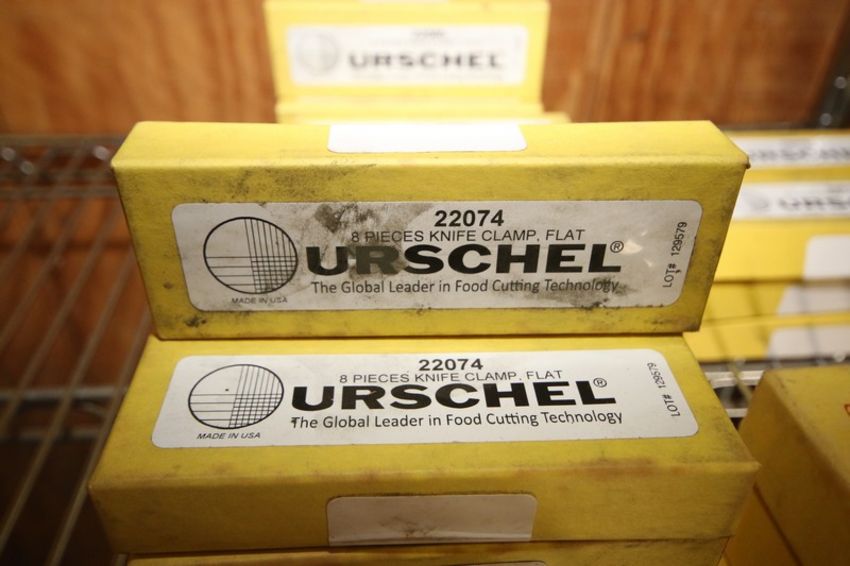 URSCHEL
22074
8 PIECES KNIFE CLAMP, FLAT
URSCHEL®
The Global Leader in Food Cutting Technology
MADE IN USA
LOT# 129579
URSCHEL
URSC
22074
8 PIECES KNIFE CLAMP, FLAT
URSCHEL®
The Global Leader in Food Cutting Technology
MADE IN USA
LOT# 129579